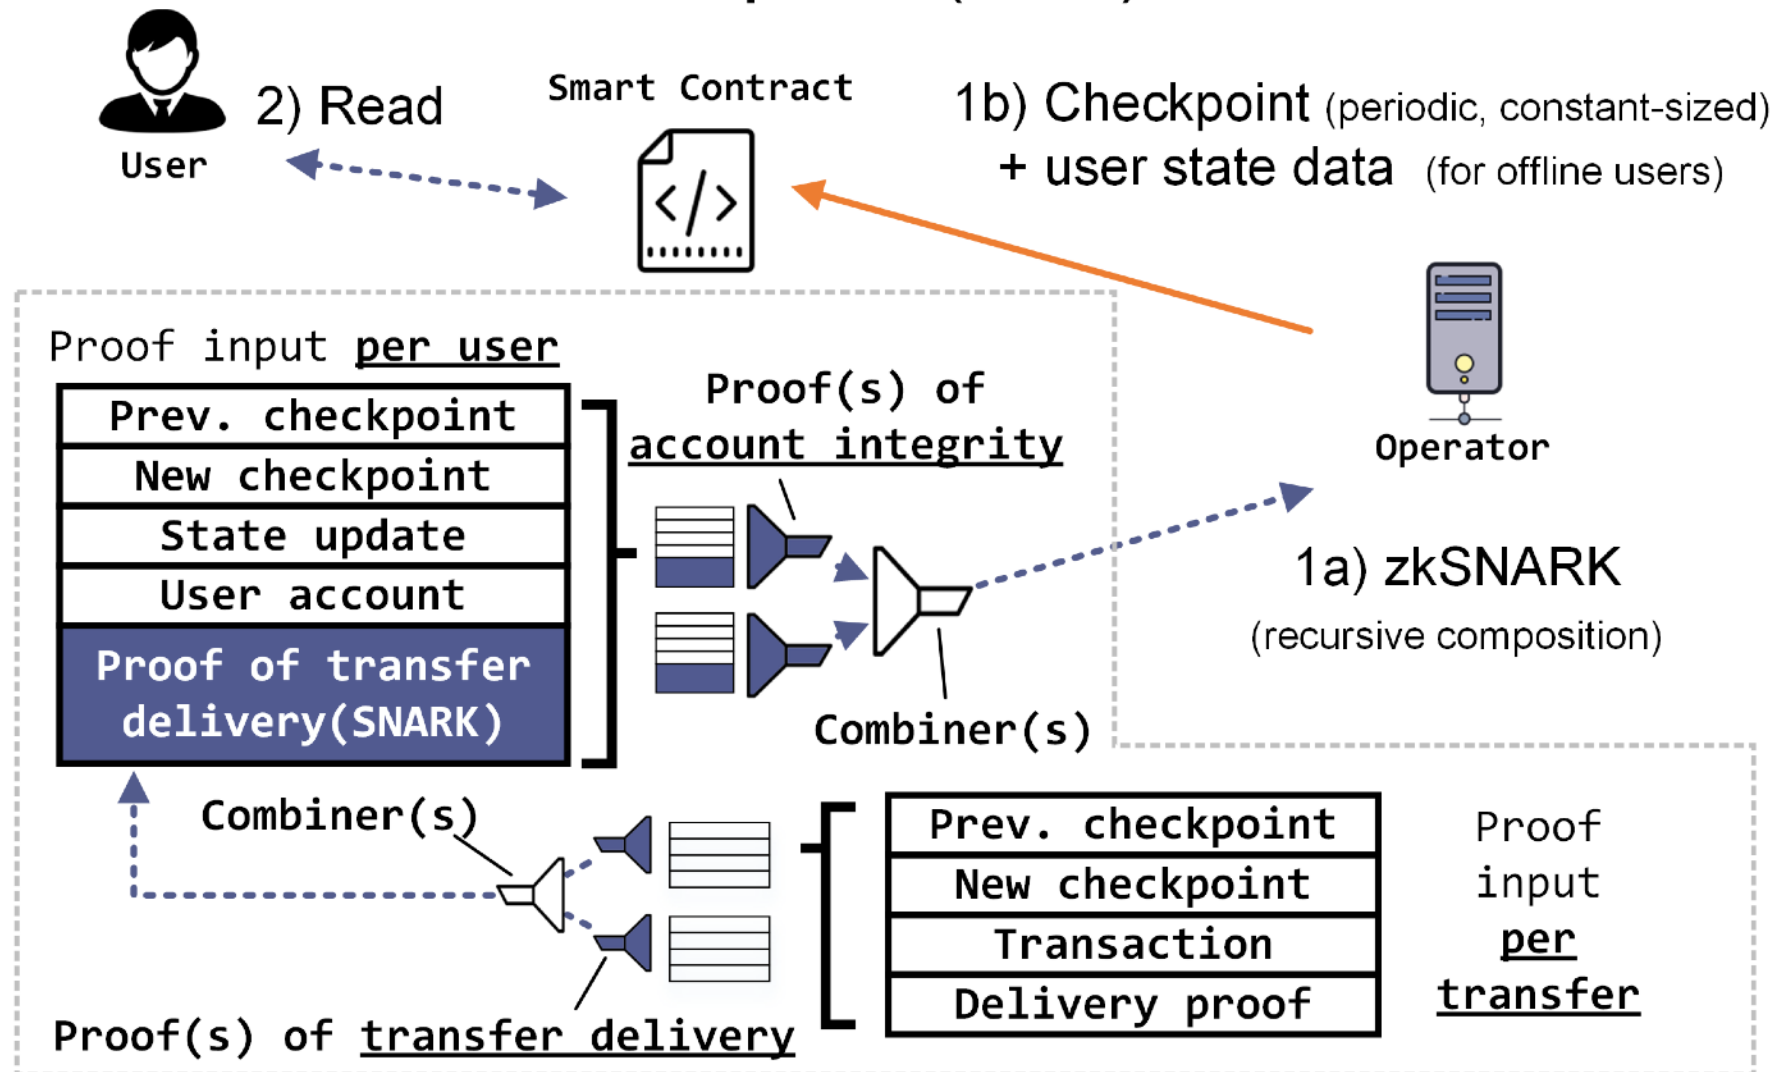 2) Read
User
Smart Contract
</>
1b) Checkpoint (periodic, constant-sized)
+ user state data (for offline users)
Operator
1a) zkSNARK
(recursive composition)
Proof input per user
Prev. checkpoint
New checkpoint
State update
User account
Proof of transfer
delivery(SNARK)
Proof(s) of
account integrity
Combiner(s)
Combiner(s)
Proof(s) of transfer delivery
Prev. checkpoint
New checkpoint
Transaction
Delivery proof
Proof
input
per
transfer